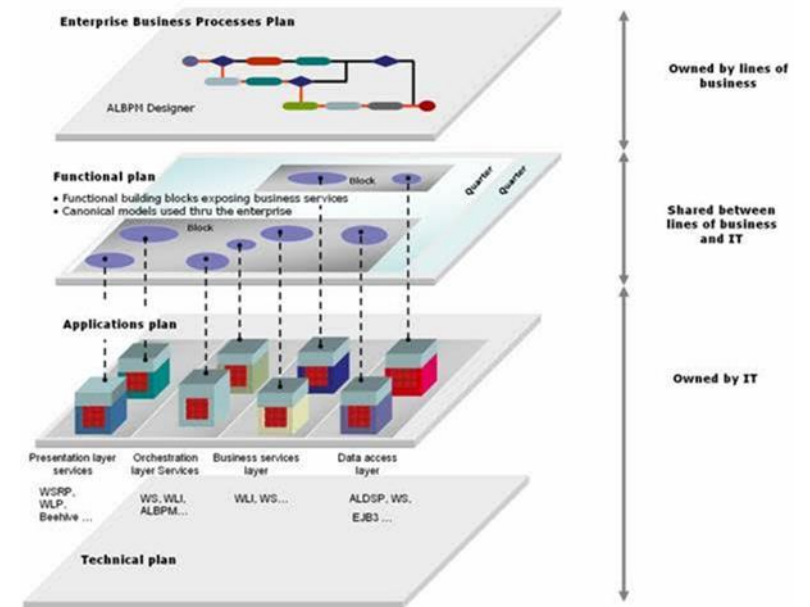 Enterprise Business Processes Plan
ALBPM Designer
Owned by lines of
business
Functional plan
• Functional building blocks exposing business services
• Canonical models used thru the enterprise
Block
Block
Quarter
Quarter
Shared between
lines of business
and IT
Applications plan
Owned by IT
Presentation layer
services
WSRP,
WLP,
Beehive ...
Orchestration
layer Services
WS, WLI,
ALBPM...
Business services
layer
WLI, WS...
Data access
layer
ALDSP, WS,
EJB3 ...
Technical plan